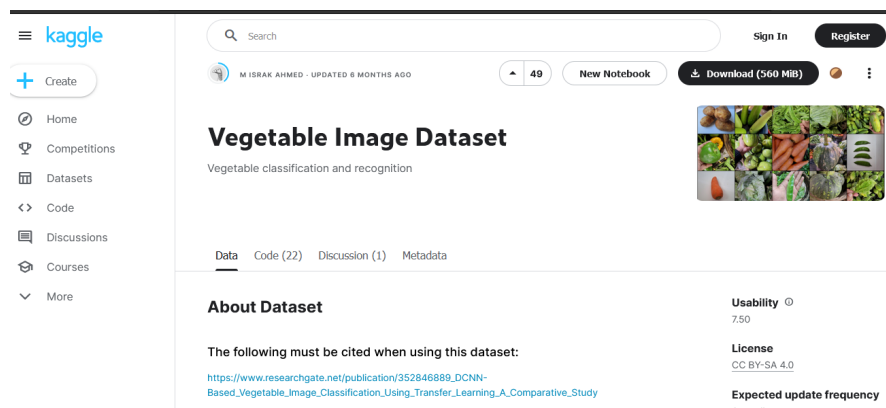 kaggle
Search
Sign In
Register
Create
M ISRAK AHMED · UPDATED 6 MONTHS AGO
49
New Notebook
Download (560 MiB)
Home
Competitions
Datasets
Code
Discussions
Courses
More
Vegetable Image Dataset
Vegetable classification and recognition
Data
Code (22)
Discussion (1)
Metadata
About Dataset
The following must be cited when using this dataset:
https://www.researchgate.net/publication/352846889_DCNN-
Based_Vegetable_Image_Classification_Using_Transfer_Learning_A_Comparative_Study
Usability
7.50
License
CC BY-SA 4.0
Expected update frequency